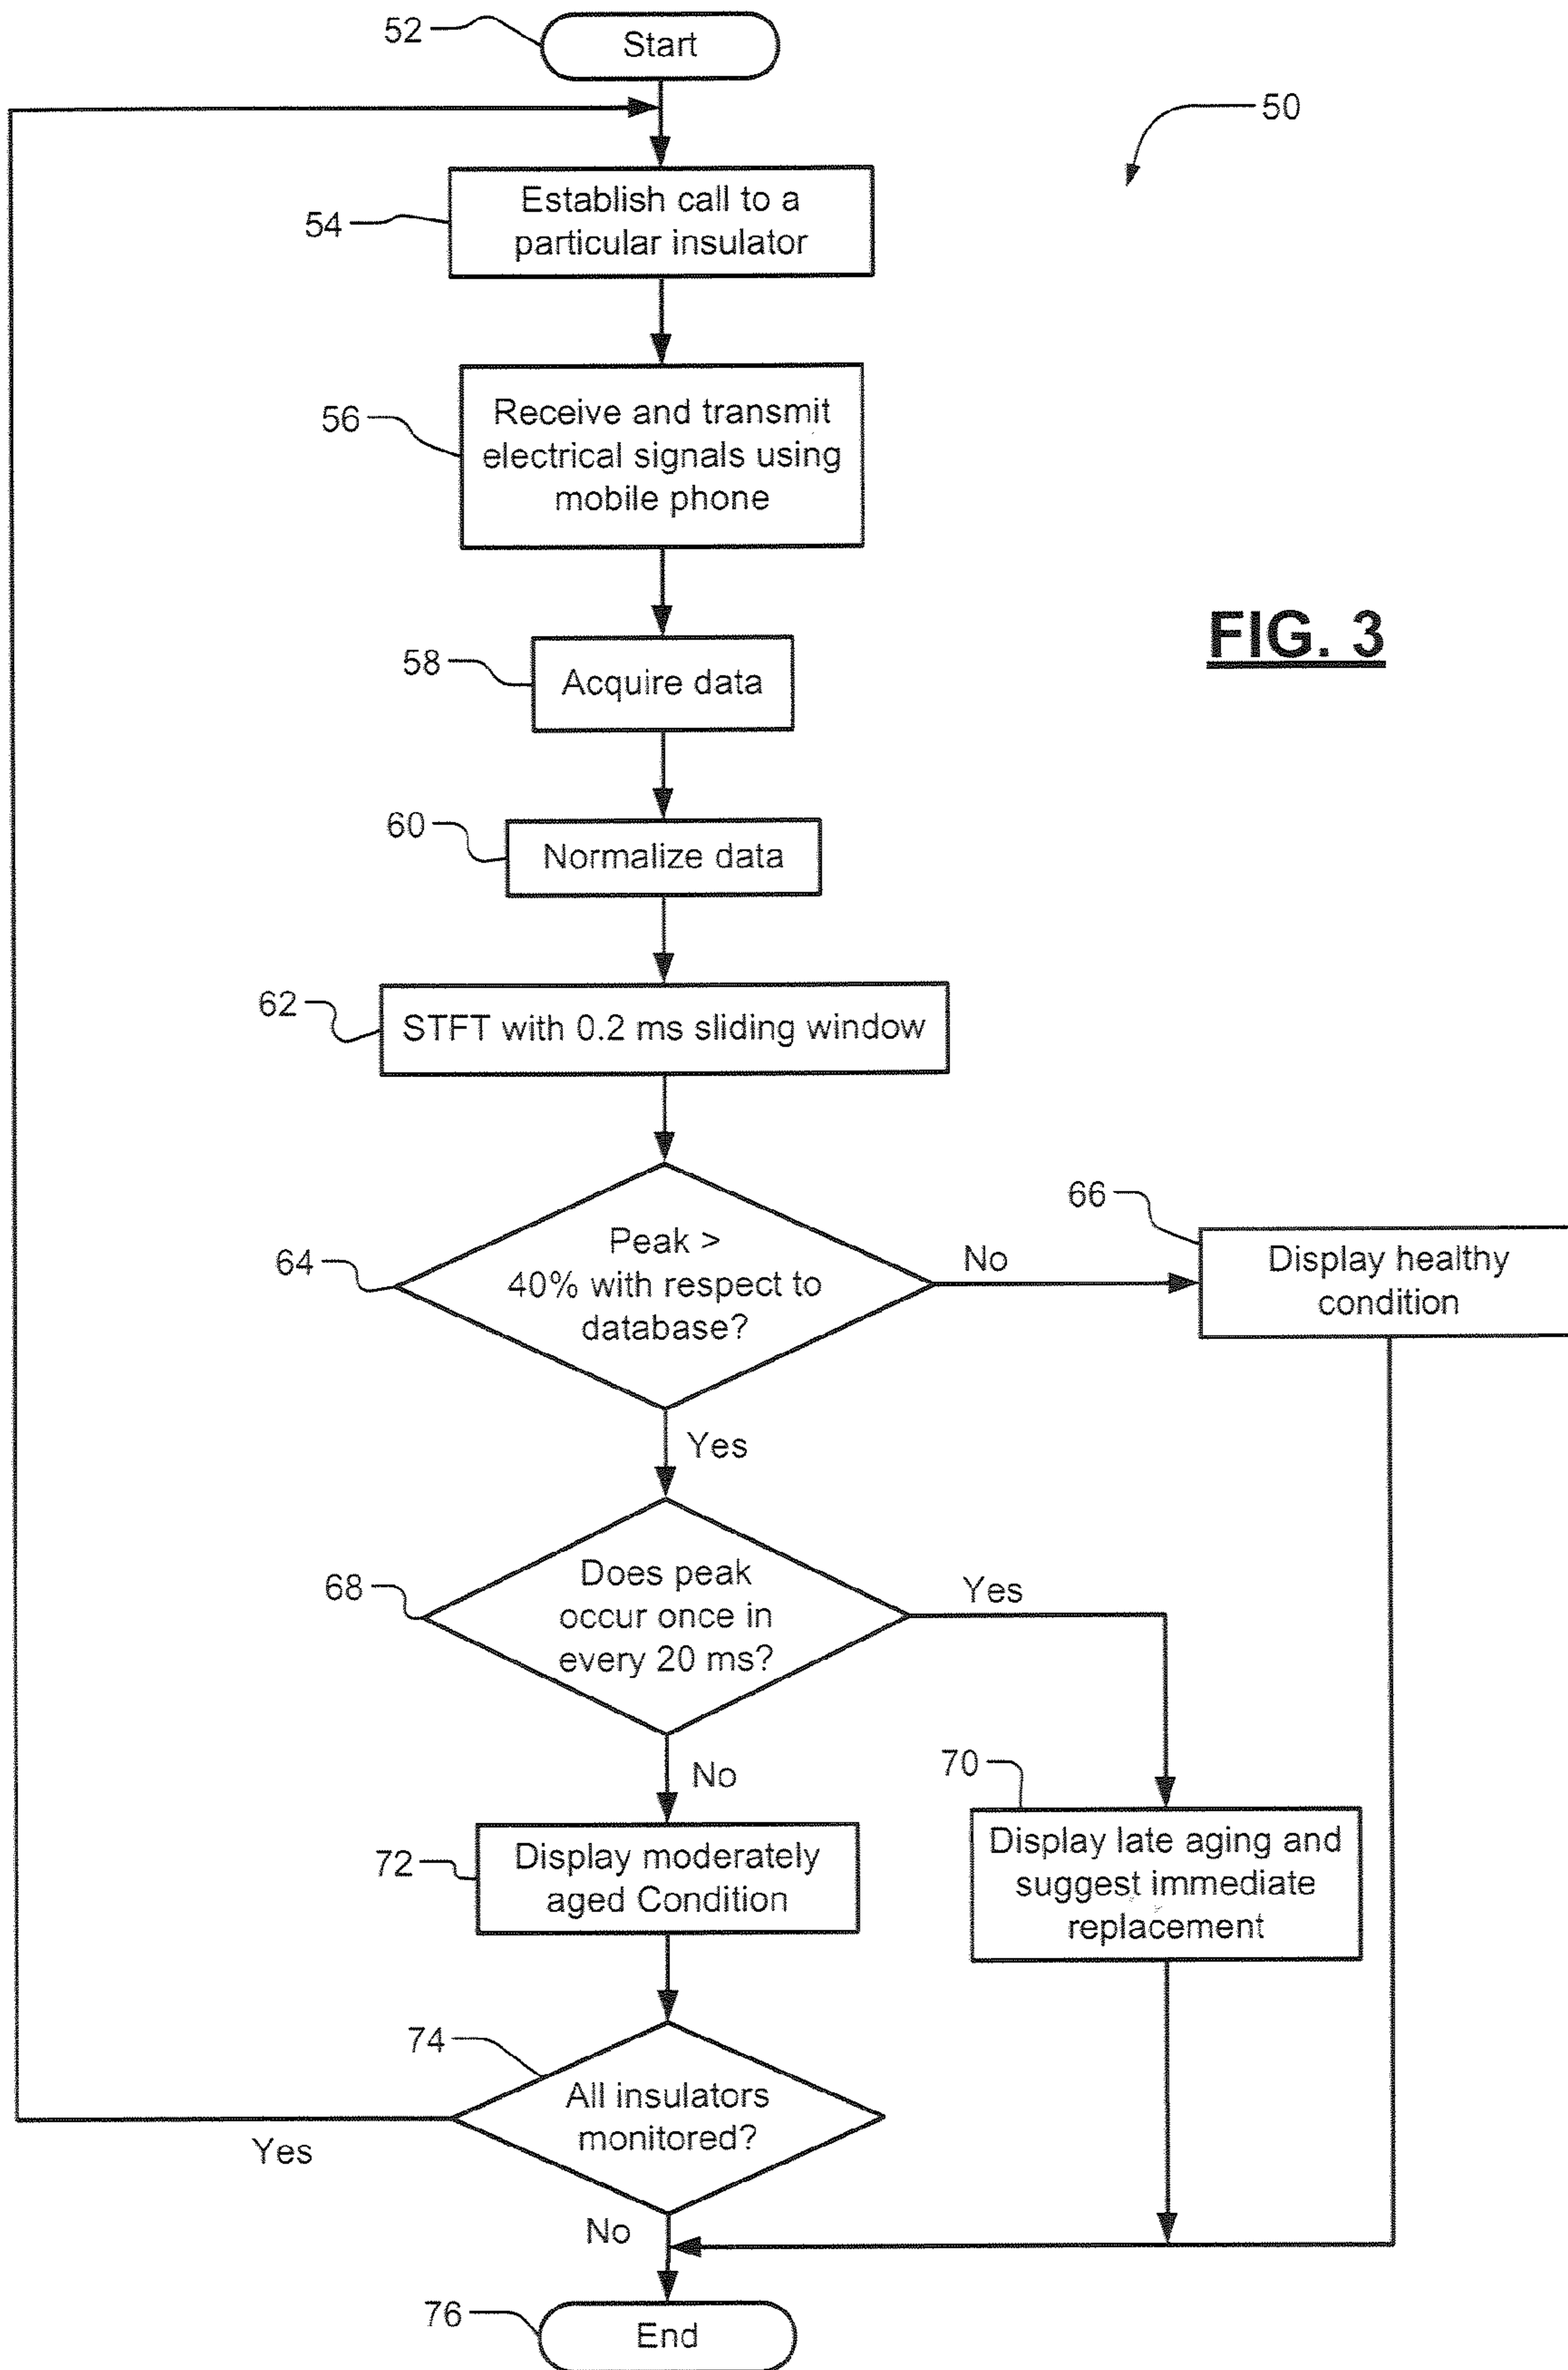 52
Start
50
54
Establish call to a
particular insulator
56
Receive and transmit
electrical signals using
mobile phone
FIG. 3
58
Acquire data
60
Normalize data
62
STFT with 0.2 ms sliding window
64
Peak >
40% with respect to
database?
No
66
Display healthy
condition
Yes
68
Does peak
occur once in
every 20 ms?
Yes
No
70
Display late aging and
suggest immediate
replacement
72
Display moderately
aged Condition
74
All insulators
monitored?
Yes
No
76
End